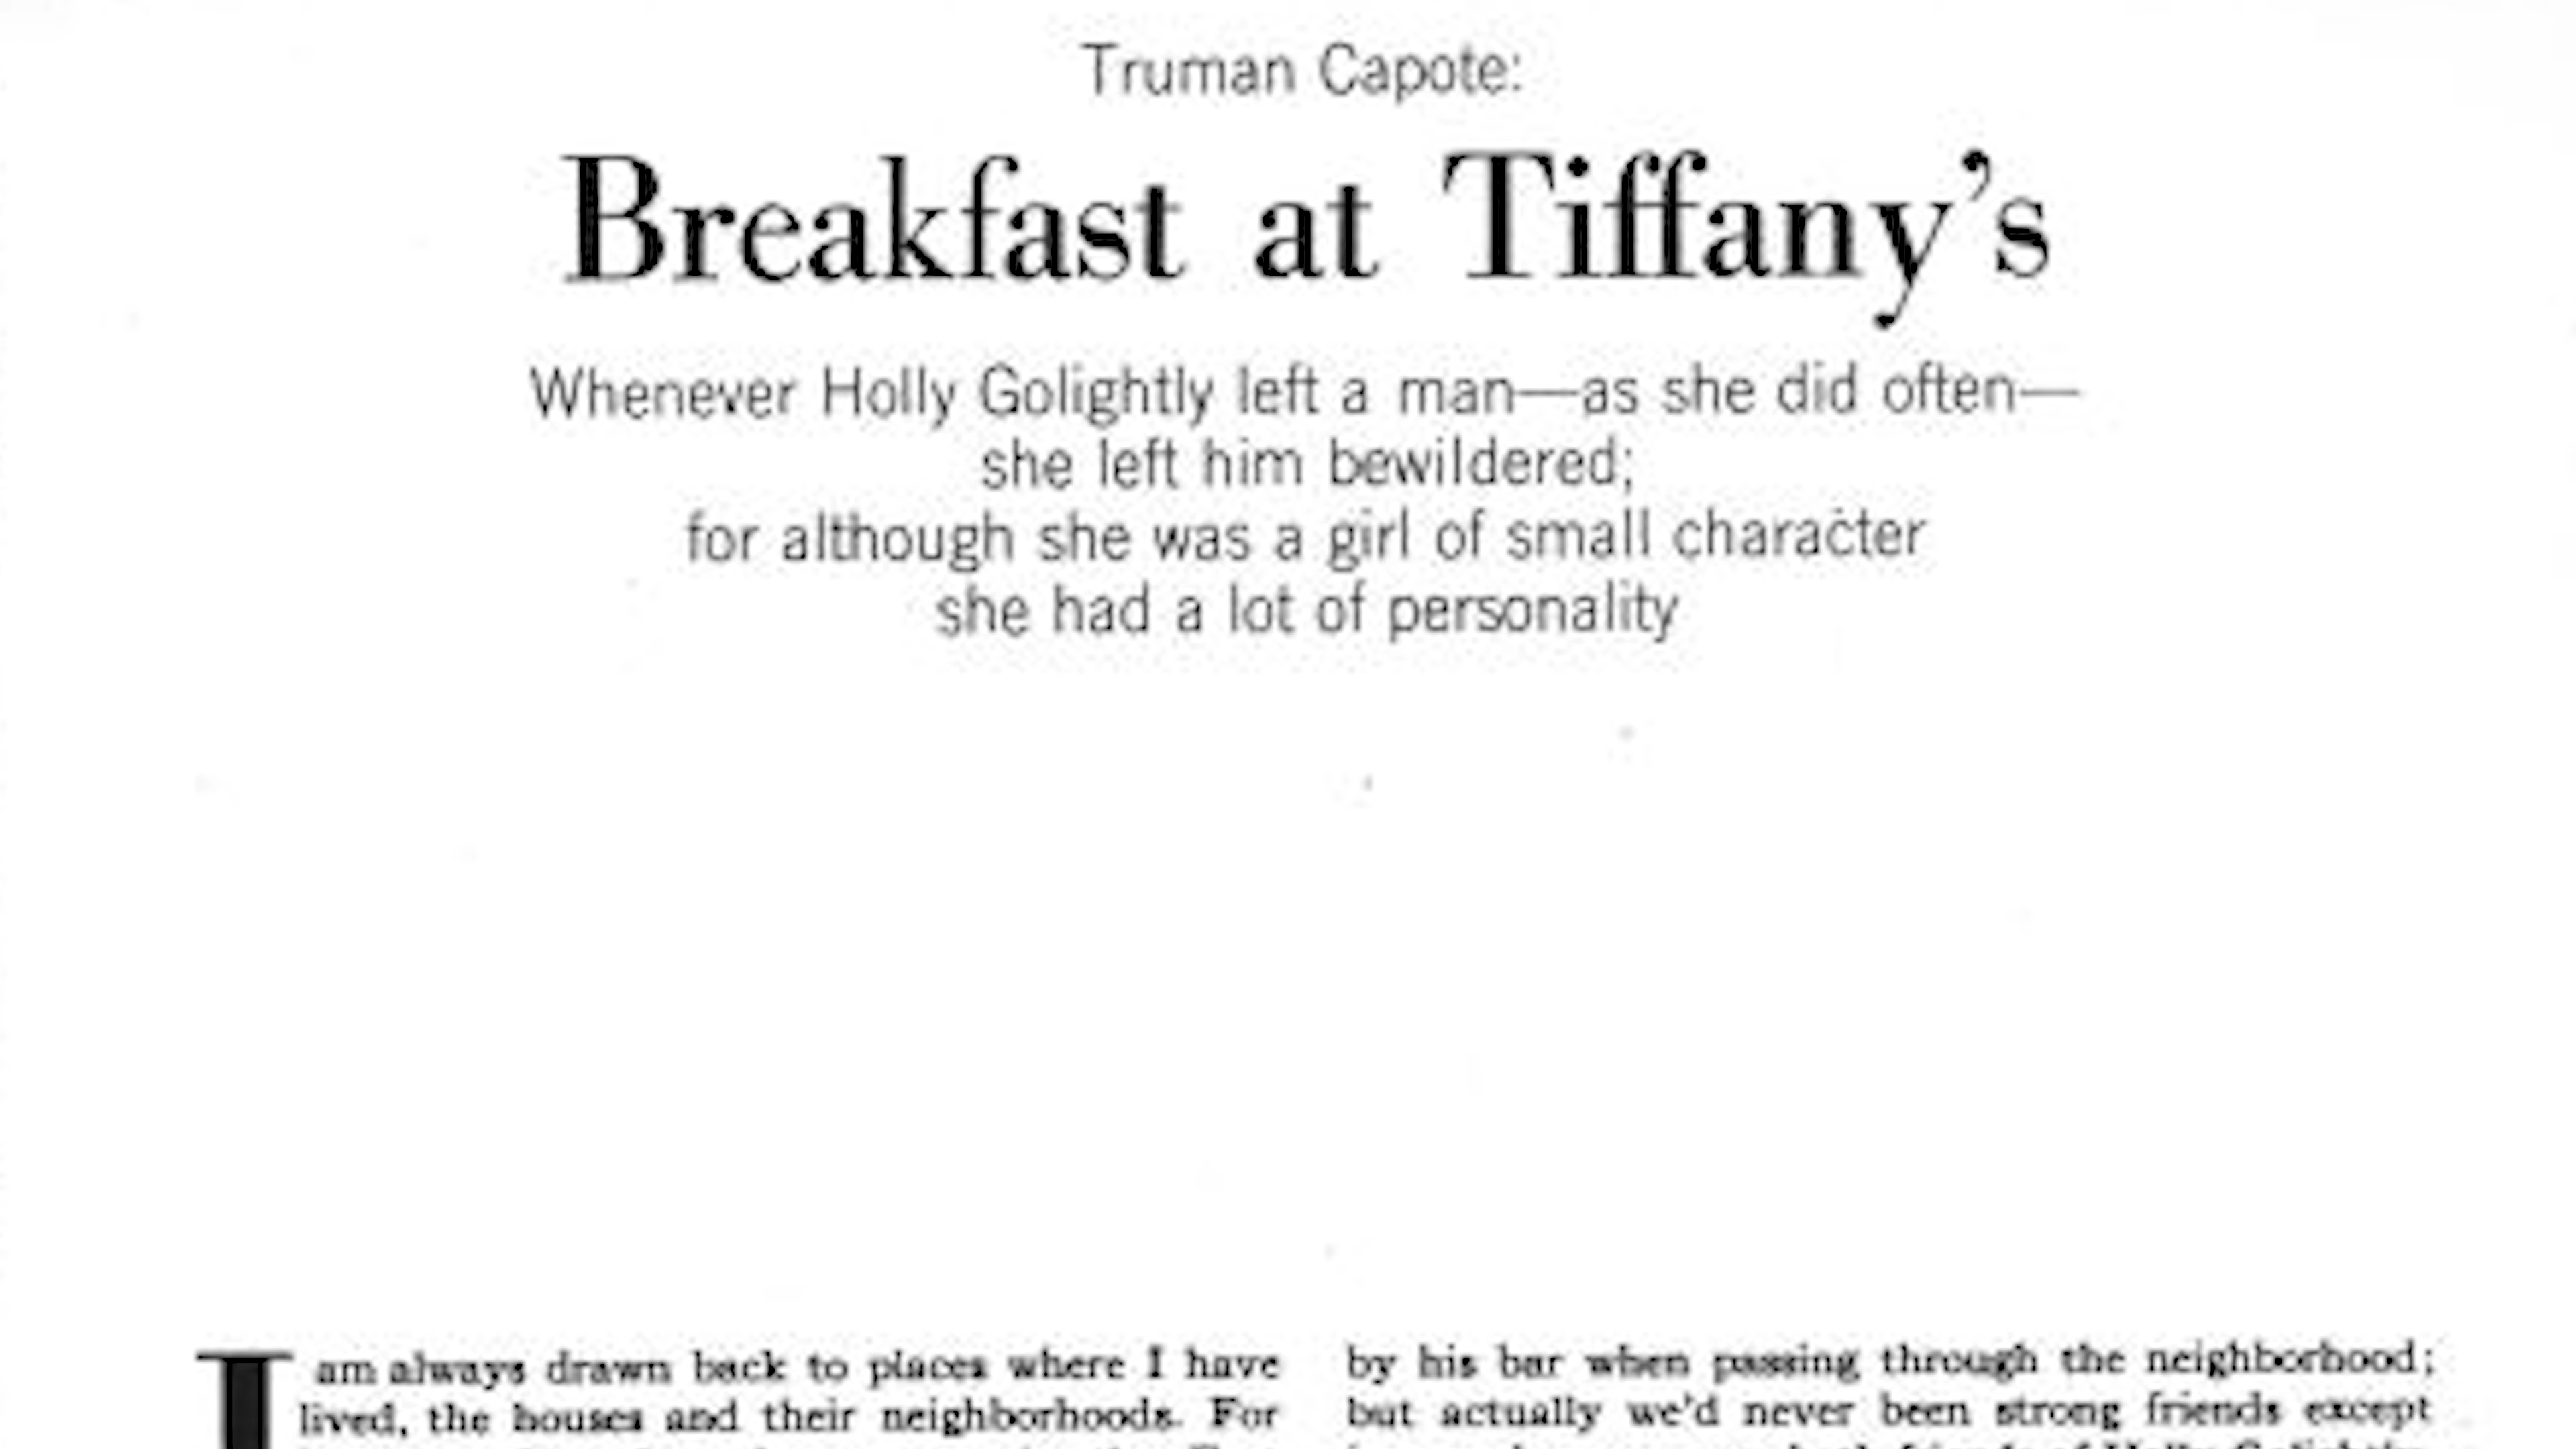 Truman Capote:
Breakfast at Tiffany's
Whenever Holly Golightly left a man—as she did often—
she left him bewildered;
for although she was a girl of small character
she had a lot of personality
I am always drawn back to places where I have
lived, the houses and their neighborhoods. For
by his bar when passing through the neighborhood;
but actually we'd never been strong friends except